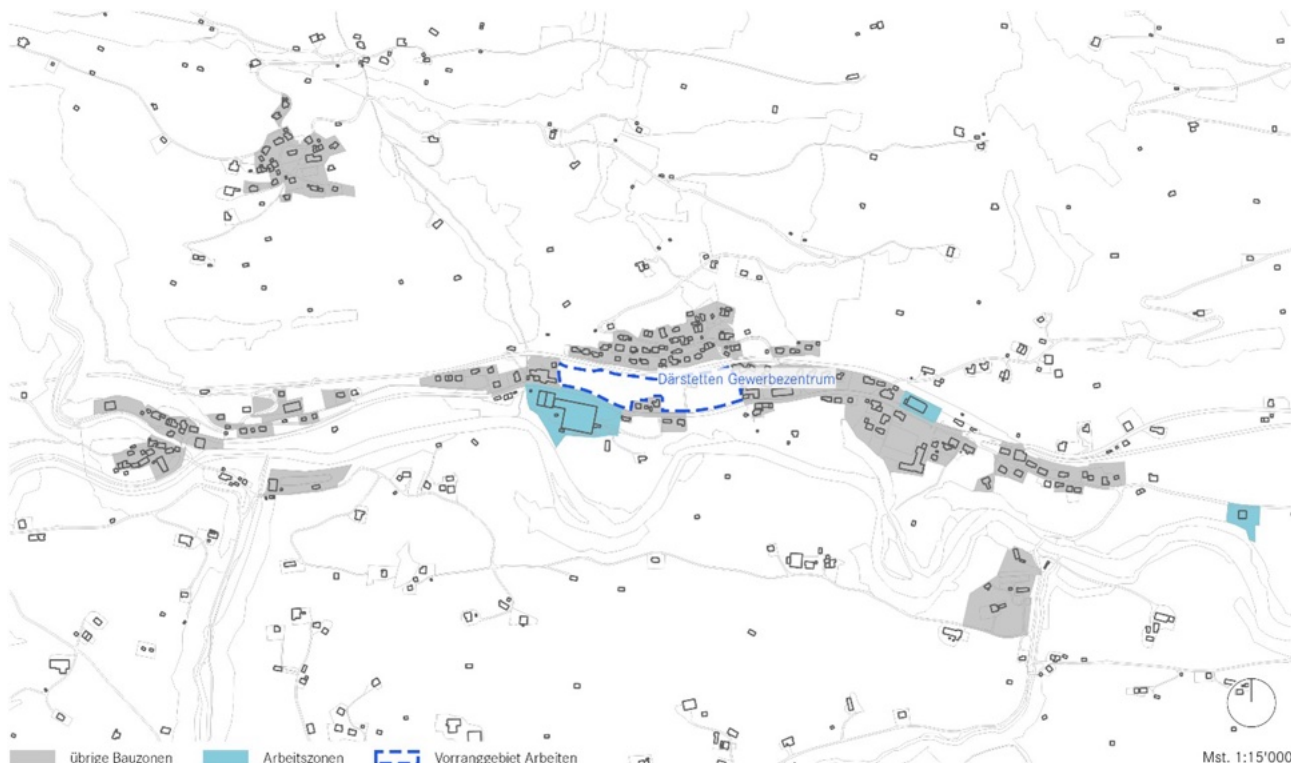 Därstetten Gewerbezentrum
übrige Bauzonen
Arbeitszonen
Vorranggebiet Arbeiten
Mst. 1:15'000